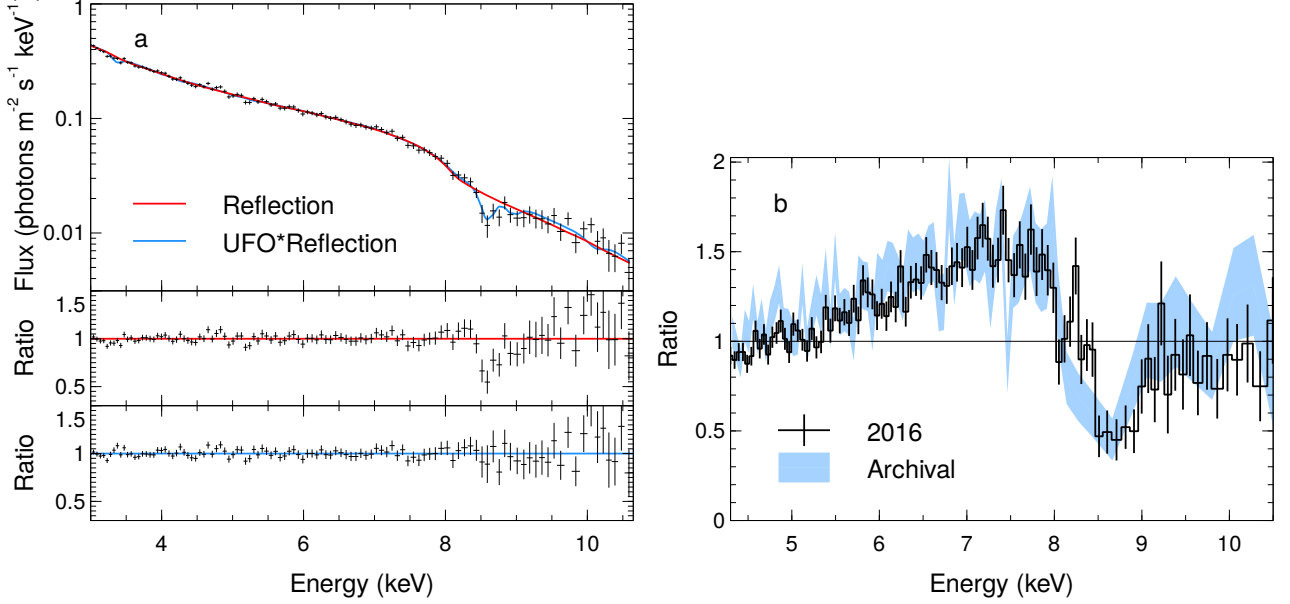 a
Flux (photons m⁻² s⁻¹ keV⁻¹
1
0.1
0.01
Reflection
UFO*Reflection
Ratio
1.5
1
0.5
Ratio
1.5
1
0.5
4 6 8 10
Energy (keV)
b
Ratio
2
1.5
1
0.5
0
2016
Archival
5 6 7 8 9 10
Energy (keV)